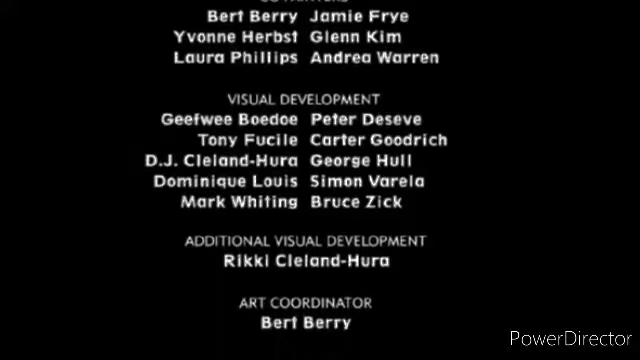 Bert Berry Jamie Frye
Yvonne Herbst Glenn Kim
Laura Phillips Andrea Warren
VISUAL DEVELOPMENT
Geefwee Boedoe Peter Deseve
Tony Fucile Carter Goodrich
D.J. Cleland-Hura George Hull
Dominique Louis Simon Varela
Mark Whiting Bruce Zick
ADDITIONAL VISUAL DEVELOPMENT
Rikki Cleland-Hura
ART COORDINATOR
Bert Berry
PowerDirector